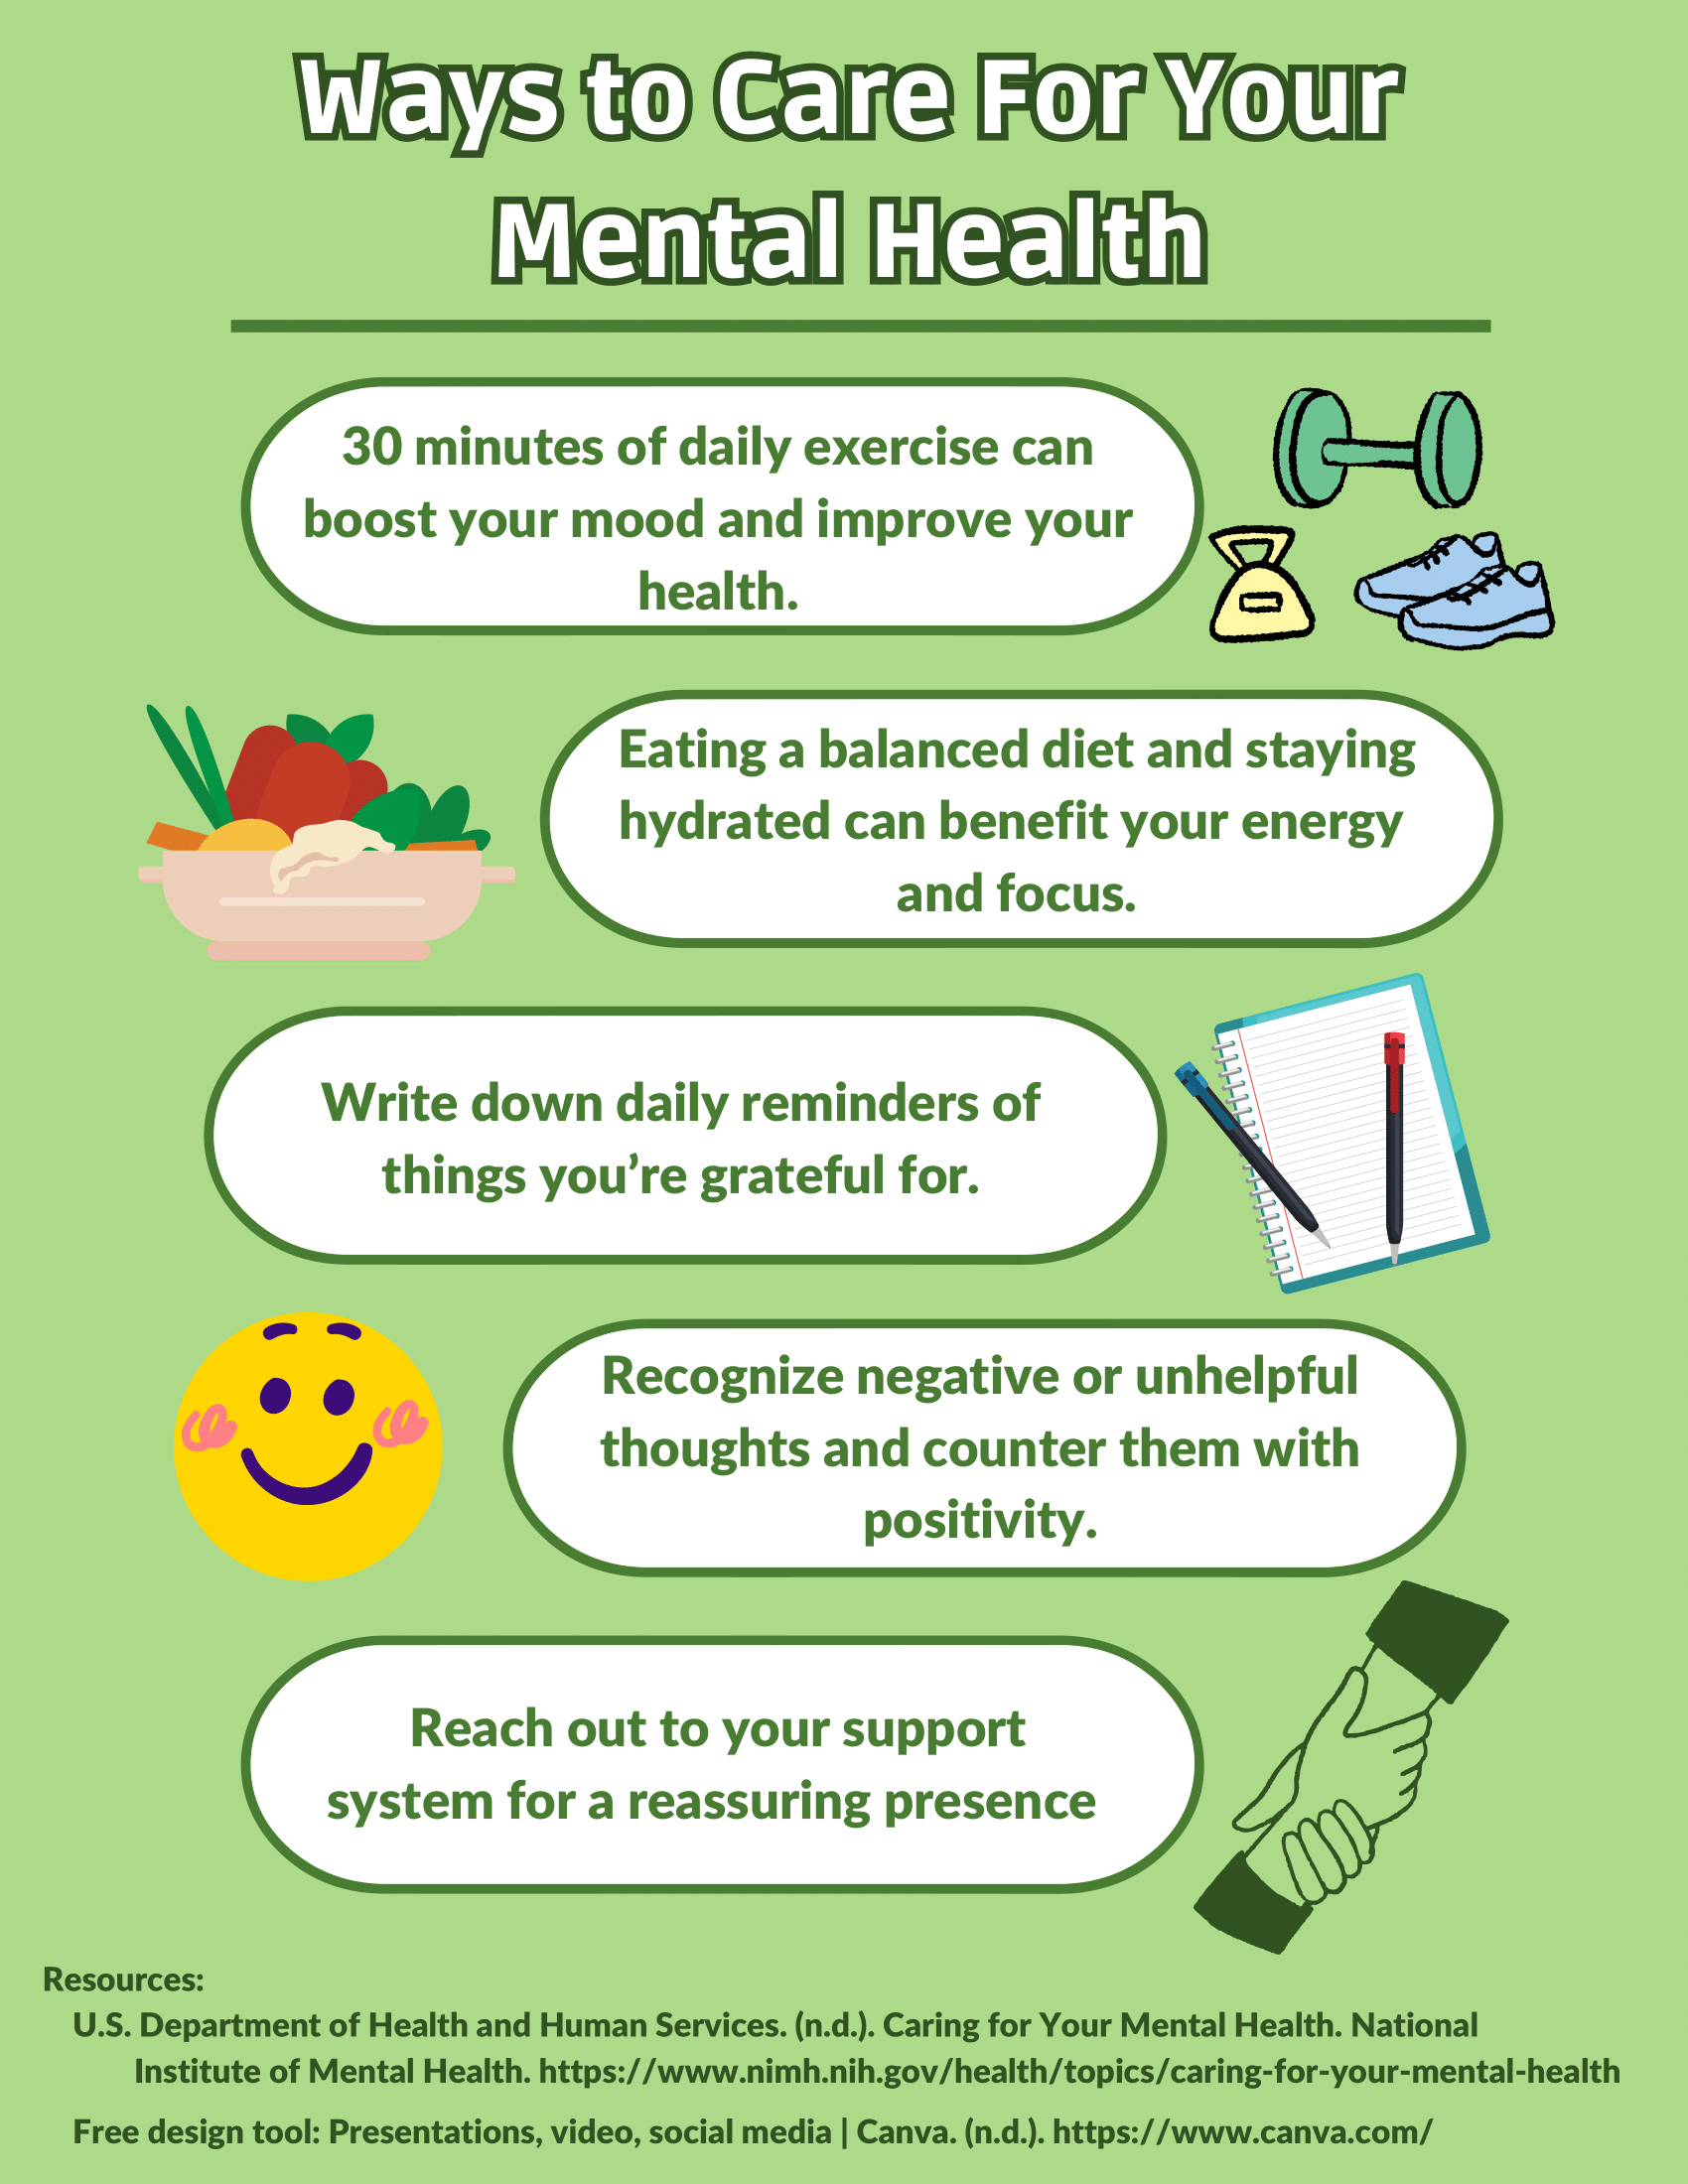 Ways to Care For Your
Mental Health
30 minutes of daily exercise can
boost your mood and improve your
health.
Eating a balanced diet and staying
hydrated can benefit your energy
and focus.
Write down daily reminders of
things you’re grateful for.
Recognize negative or unhelpful
thoughts and counter them with
positivity.
Reach out to your support
system for a reassuring presence
Resources:
U.S. Department of Health and Human Services. (n.d.). Caring for Your Mental Health. National
Institute of Mental Health. https://www.nimh.nih.gov/health/topics/caring-for-your-mental-health
Free design tool: Presentations, video, social media | Canva. (n.d.). https://www.canva.com/